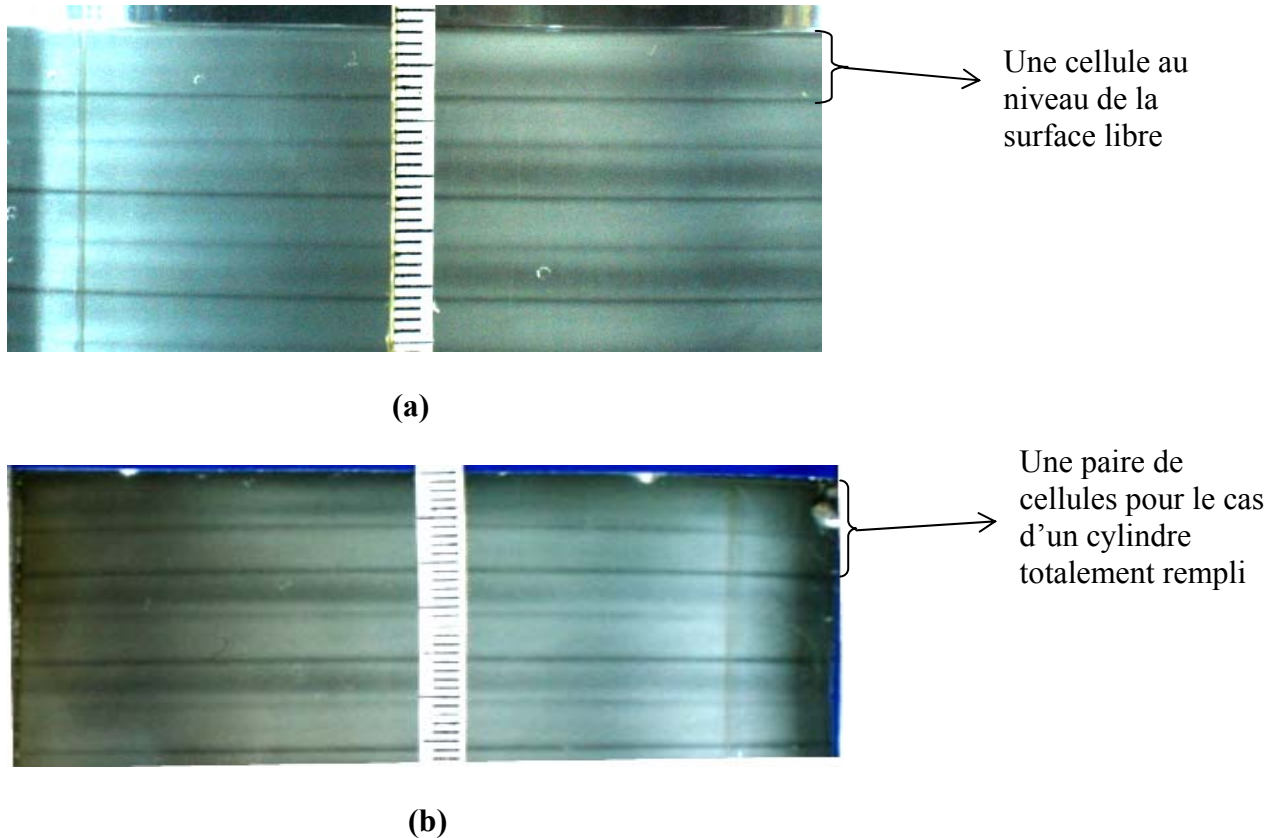 Une cellule au
niveau de la
surface libre
(a)
Une paire de
cellules pour le cas
d’un cylindre
totalement rempli
(b)